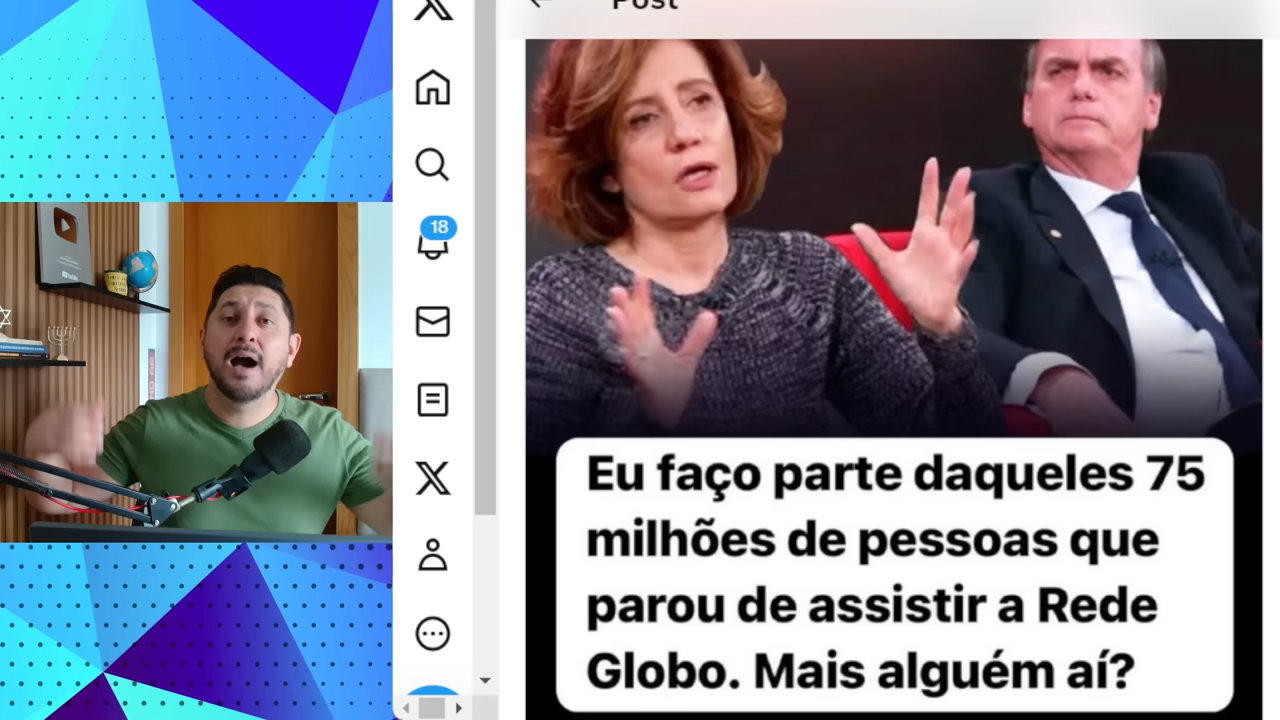 Post
18
Eu faço parte daqueles 75
milhões de pessoas que
parou de assistir a Rede
Globo. Mais alguém aí?